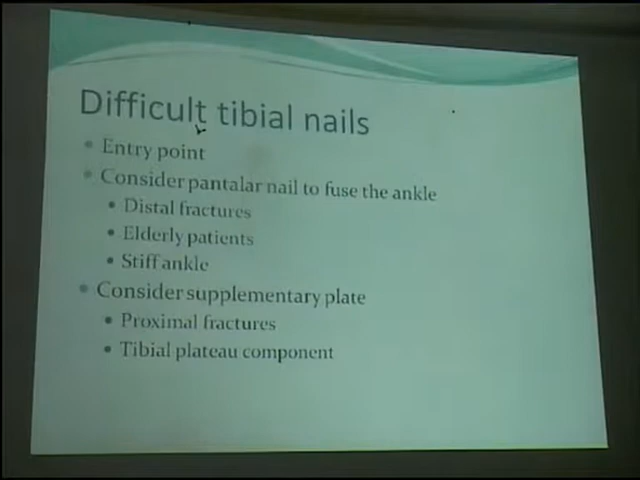 Difficult tibial nails
• Entry point
• Consider pantalar nail to fuse the ankle
• Distal fractures
• Elderly patients
• Stiff ankle
• Consider supplementary plate
• Proximal fractures
• Tibial plateau component